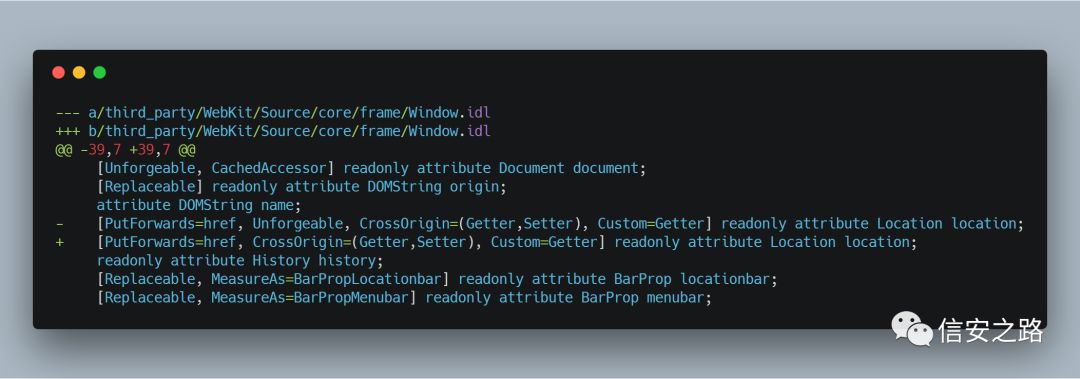 --- a/third_party/WebKit/Source/core/frame/Window.idl
+++ b/third_party/WebKit/Source/core/frame/Window.idl
@@ -39,7 +39,7 @@
     [Unforgeable, CachedAccessor] readonly attribute Document document;
     [Replaceable] readonly attribute DOMString origin;
     attribute DOMString name;
-    [PutForwards=href, Unforgeable, CrossOrigin=(Getter,Setter), Custom=Getter] readonly attribute Location location;
+    [PutForwards=href, CrossOrigin=(Getter,Setter), Custom=Getter] readonly attribute Location location;
     readonly attribute History history;
     [Replaceable, MeasureAs=BarPropLocationbar] readonly attribute BarProp locationbar;
     [Replaceable, MeasureAs=BarPropMenubar] readonly attribute BarProp menubar;
信安之路